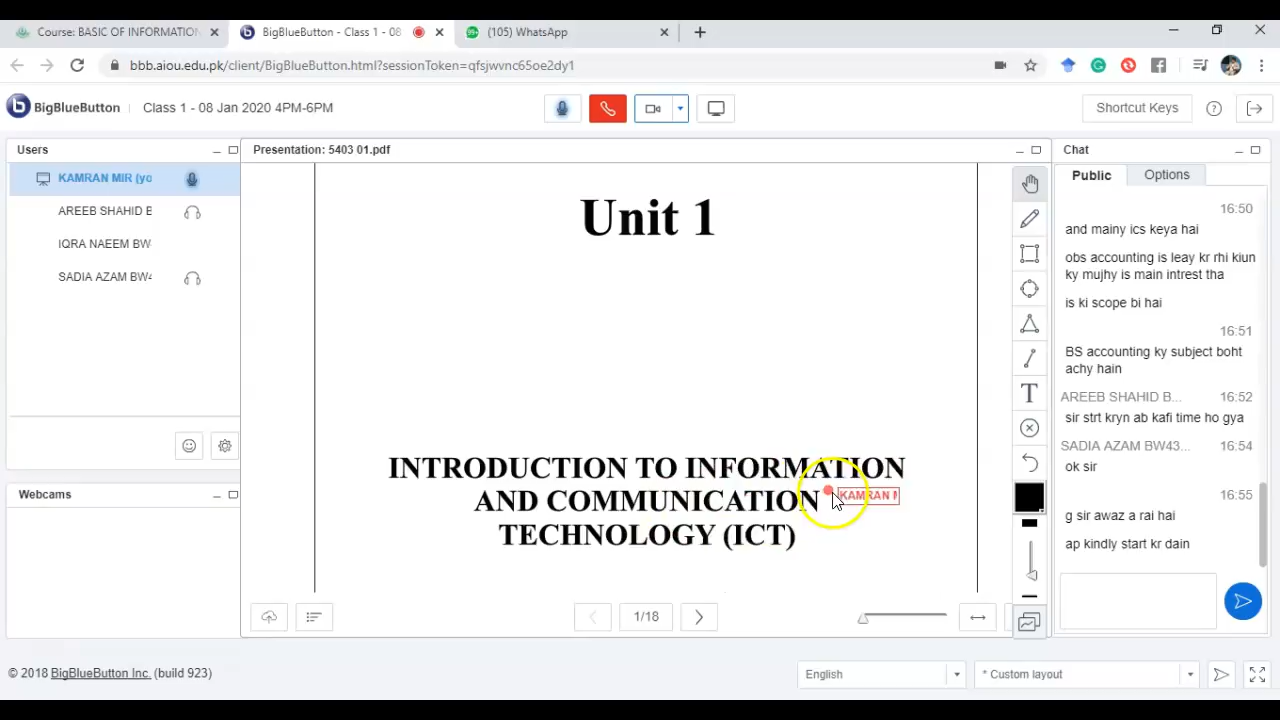 Course: BASIC OF INFORMATION
BigBlueButton - Class 1 - 08
(105) WhatsApp
bbb.aiou.edu.pk/client/BigBlueButton.html?sessionToken=qfsjwvnc65oe2dy1
BigBlueButton
Class 1 - 08 Jan 2020 4PM-6PM
Shortcut Keys
Users
KAMRAN MIR (yo
AREEB SHAHID B
IQRA NAEEM BW
SADIA AZAM BW4
Webcams
Presentation: 5403 01.pdf
Unit 1
INTRODUCTION TO INFORMATION
AND COMMUNICATION
KAMRAN M
TECHNOLOGY (ICT)
1/18
T
Chat
Public
Options
16:50
and mainy ics keya hai
obs accounting is leay kr rhi kiun
ky mujhy is main intrest tha
is ki scope bi hai
16:51
BS accounting ky subject boht
achy hain
AREEB SHAHID B... 16:52
sir strt kryn ab kafi time ho gya
SADIA AZAM BW43... 16:54
ok sir
16:55
g sir awaz a rai hai
ap kindly start kr dain
© 2018 BigBlueButton Inc. (build 923)
English
* Custom layout